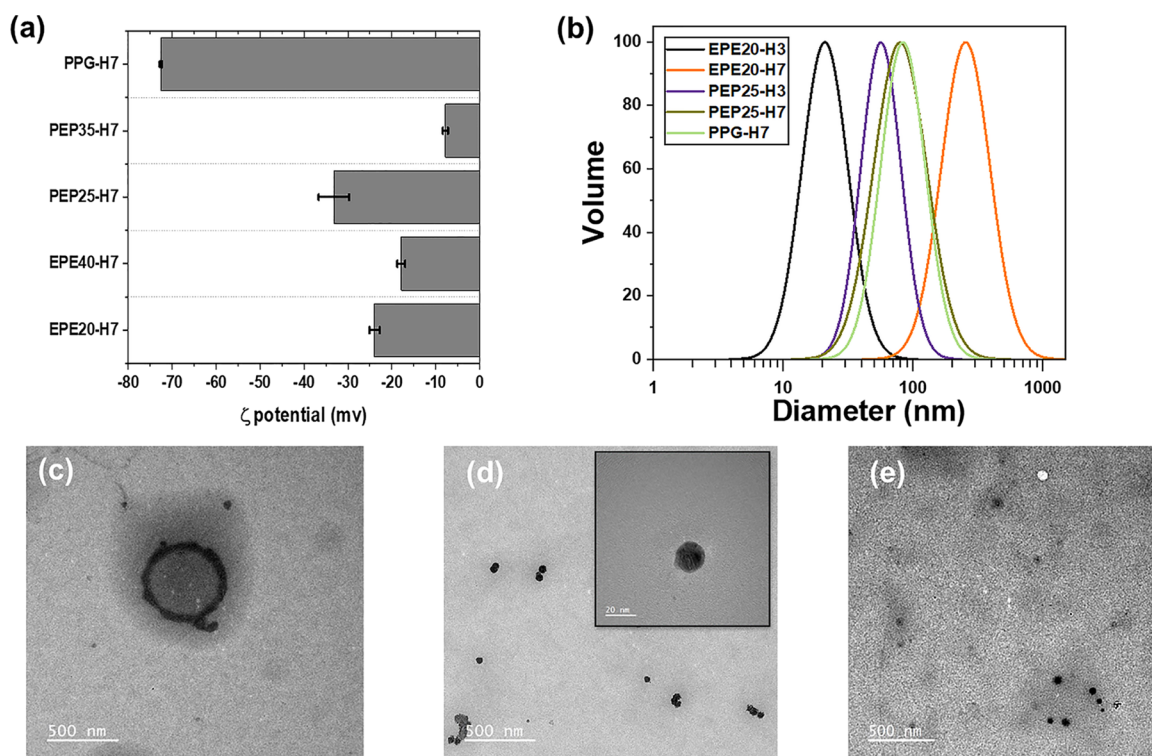 (a)
PPG-H7
PEP35-H7
PEP25-H7
EPE40-H7
EPE20-H7
-80 -70 -60 -50 -40 -30 -20 -10 0
ζ potential (mv)
(b)
100
80
60
40
20
0
Volume
EPE20-H3
EPE20-H7
PEP25-H3
PEP25-H7
PPG-H7
1 10 100 1000
Diameter (nm)
(c)
500 nm
(d)
20 nm
500 nm
(e)
500 nm